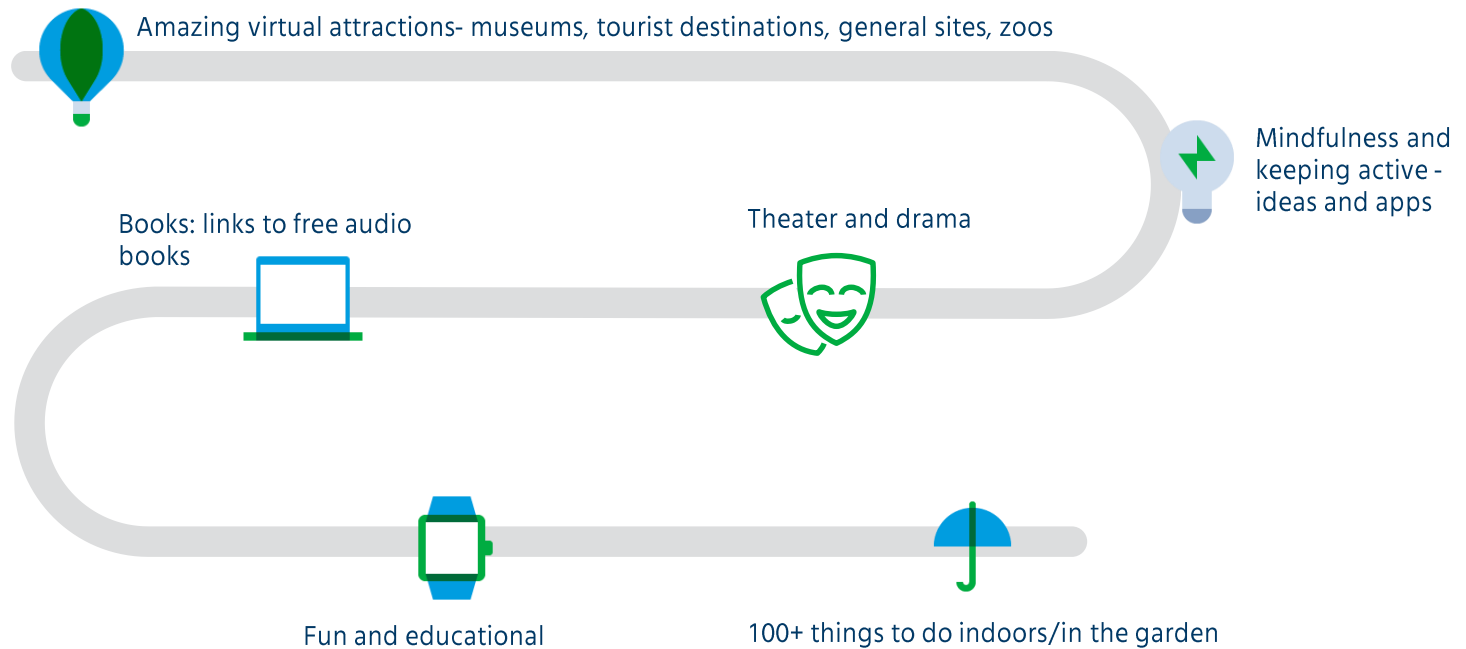 Amazing virtual attractions- museums, tourist destinations, general sites, zoos
Mindfulness and
keeping active -
ideas and apps
Theater and drama
Books: links to free audio
books
Fun and educational
100+ things to do indoors/in the garden